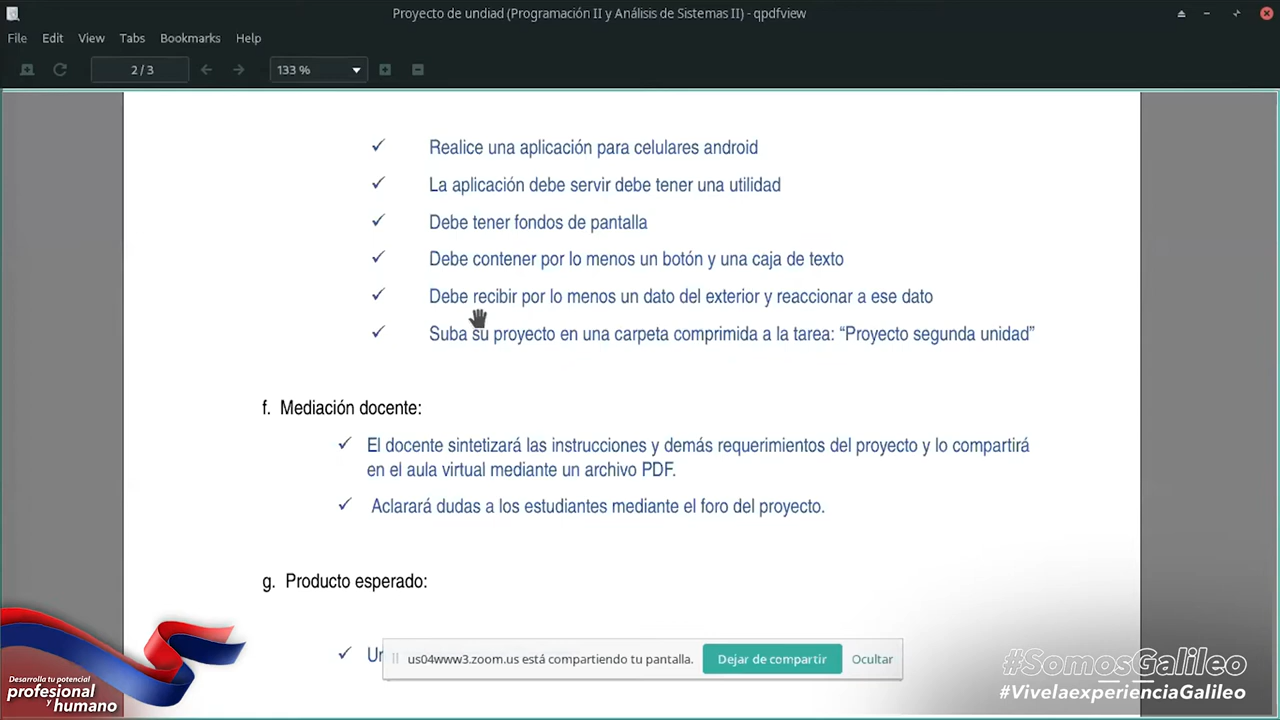 Proyecto de undiad (Programación II y Análisis de Sistemas II) - qpdfview
File Edit View Tabs Bookmarks Help
2 / 3
133 %
Realice una aplicación para celulares android
La aplicación debe servir debe tener una utilidad
Debe tener fondos de pantalla
Debe contener por lo menos un botón y una caja de texto
Debe recibir por lo menos un dato del exterior y reaccionar a ese dato
Suba su proyecto en una carpeta comprimida a la tarea: “Proyecto segunda unidad”
f. Mediación docente:
El docente sintetizará las instrucciones y demás requerimientos del proyecto y lo compartirá
en el aula virtual mediante un archivo PDF.
Aclarará dudas a los estudiantes mediante el foro del proyecto.
g. Producto esperado:
us04www3.zoom.us está compartiendo tu pantalla. Dejar de compartir Ocultar
Desarrolla tu potencial
profesional
y humano
#SomosGalileo
#VivelaexperienciaGalileo